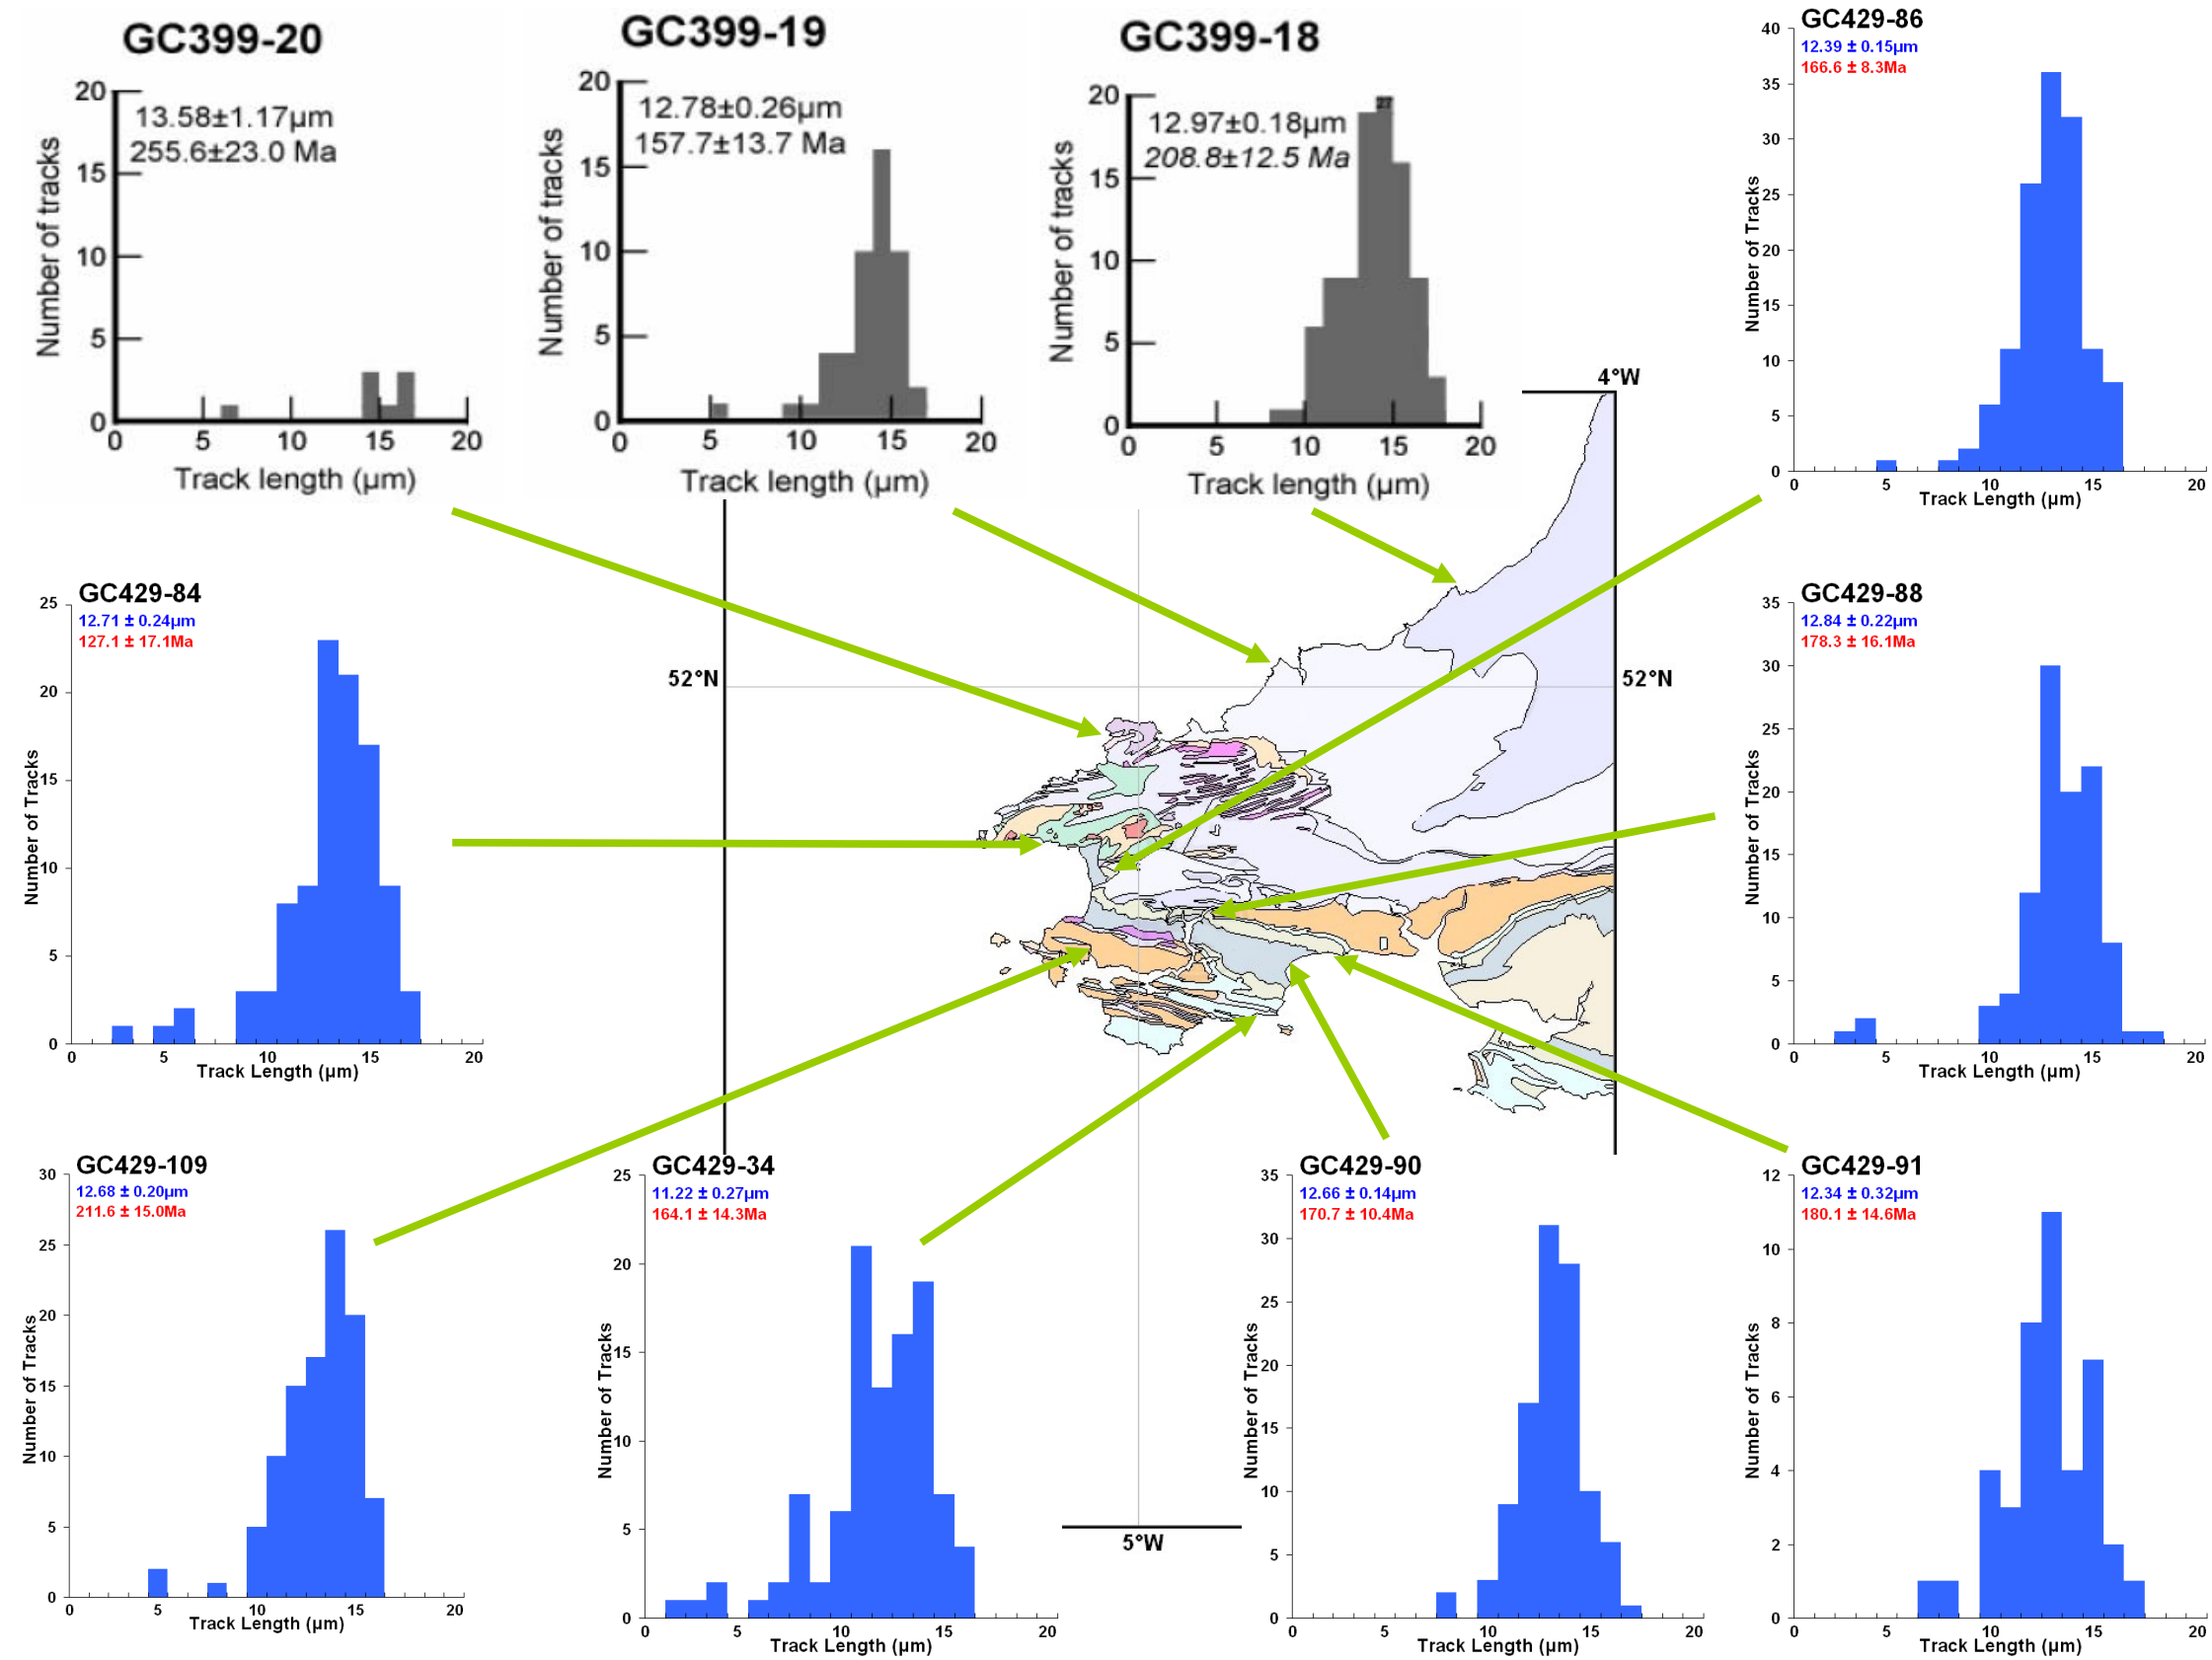 GC399-20
20
15
10
5
0
13.58±1.17µm
255.6±23.0 Ma
Number of tracks
0 5 10 15 20
Track length (µm)
GC399-19
20
15
10
5
0
12.78±0.26µm
157.7±13.7 Ma
Number of tracks
0 5 10 15 20
Track length (µm)
GC399-18
20
15
10
5
0
12.97±0.18µm
208.8±12.5 Ma
Number of tracks
0 5 10 15 20
Track length (µm)
GC429-86
12.39 ± 0.15µm
166.6 ± 8.3Ma
40
35
30
25
20
15
10
5
0
Number of Tracks
0 5 10 15 20
Track Length (µm)
4°W
52°N
52°N
5°W
GC429-84
12.71 ± 0.24µm
127.1 ± 17.1Ma
25
20
15
10
5
0
Number of Tracks
0 5 10 15 20
Track Length (µm)
GC429-88
12.84 ± 0.22µm
178.3 ± 16.1Ma
35
30
25
20
15
10
5
0
Number of Tracks
0 5 10 15 20
Track Length (µm)
GC429-109
12.68 ± 0.20µm
211.6 ± 15.0Ma
30
25
20
15
10
5
0
Number of Tracks
0 5 10 15 20
Track Length (µm)
GC429-34
11.22 ± 0.27µm
164.1 ± 14.3Ma
25
20
15
10
5
0
Number of Tracks
0 5 10 15 20
Track Length (µm)
GC429-90
12.66 ± 0.14µm
170.7 ± 10.4Ma
35
30
25
20
15
10
5
0
Number of Tracks
0 5 10 15 20
Track Length (µm)
GC429-91
12.34 ± 0.32µm
180.1 ± 14.6Ma
12
10
8
6
4
2
0
Number of Tracks
0 5 10 15 20
Track Length (µm)